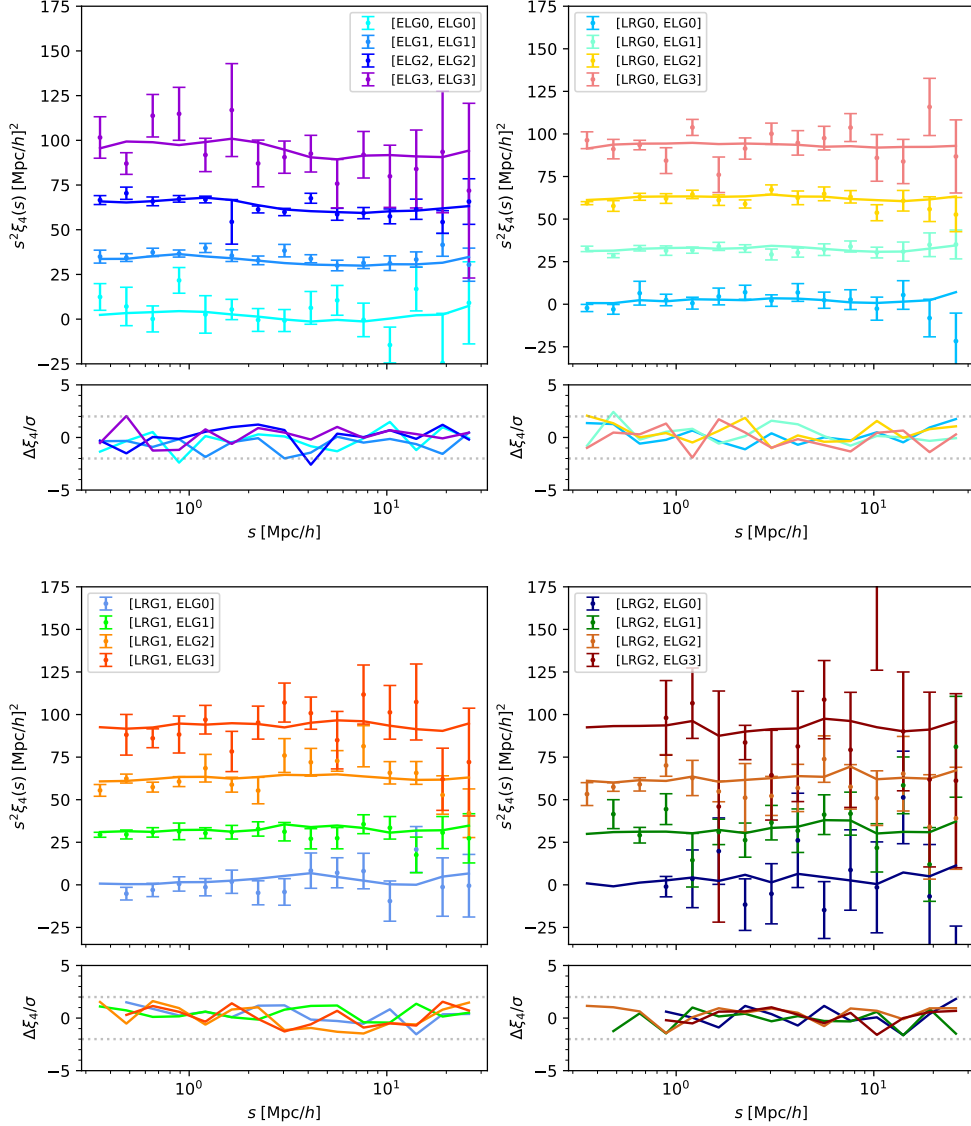 175
150
125
100
75
50
25
0
−25
s²ξ₄(s) [Mpc/h]²
[ELG0, ELG0]
[ELG1, ELG1]
[ELG2, ELG2]
[ELG3, ELG3]
5
0
−5
Δξ₄/σ
10⁰
10¹
s [Mpc/h]
175
150
125
100
75
50
25
0
−25
s²ξ₄(s) [Mpc/h]²
[LRG0, ELG0]
[LRG0, ELG1]
[LRG0, ELG2]
[LRG0, ELG3]
5
0
−5
Δξ₄/σ
10⁰
10¹
s [Mpc/h]
175
150
125
100
75
50
25
0
−25
s²ξ₄(s) [Mpc/h]²
[LRG1, ELG0]
[LRG1, ELG1]
[LRG1, ELG2]
[LRG1, ELG3]
5
0
−5
Δξ₄/σ
10⁰
10¹
s [Mpc/h]
175
150
125
100
75
50
25
0
−25
s²ξ₄(s) [Mpc/h]²
[LRG2, ELG0]
[LRG2, ELG1]
[LRG2, ELG2]
[LRG2, ELG3]
5
0
−5
Δξ₄/σ
10⁰
10¹
s [Mpc/h]